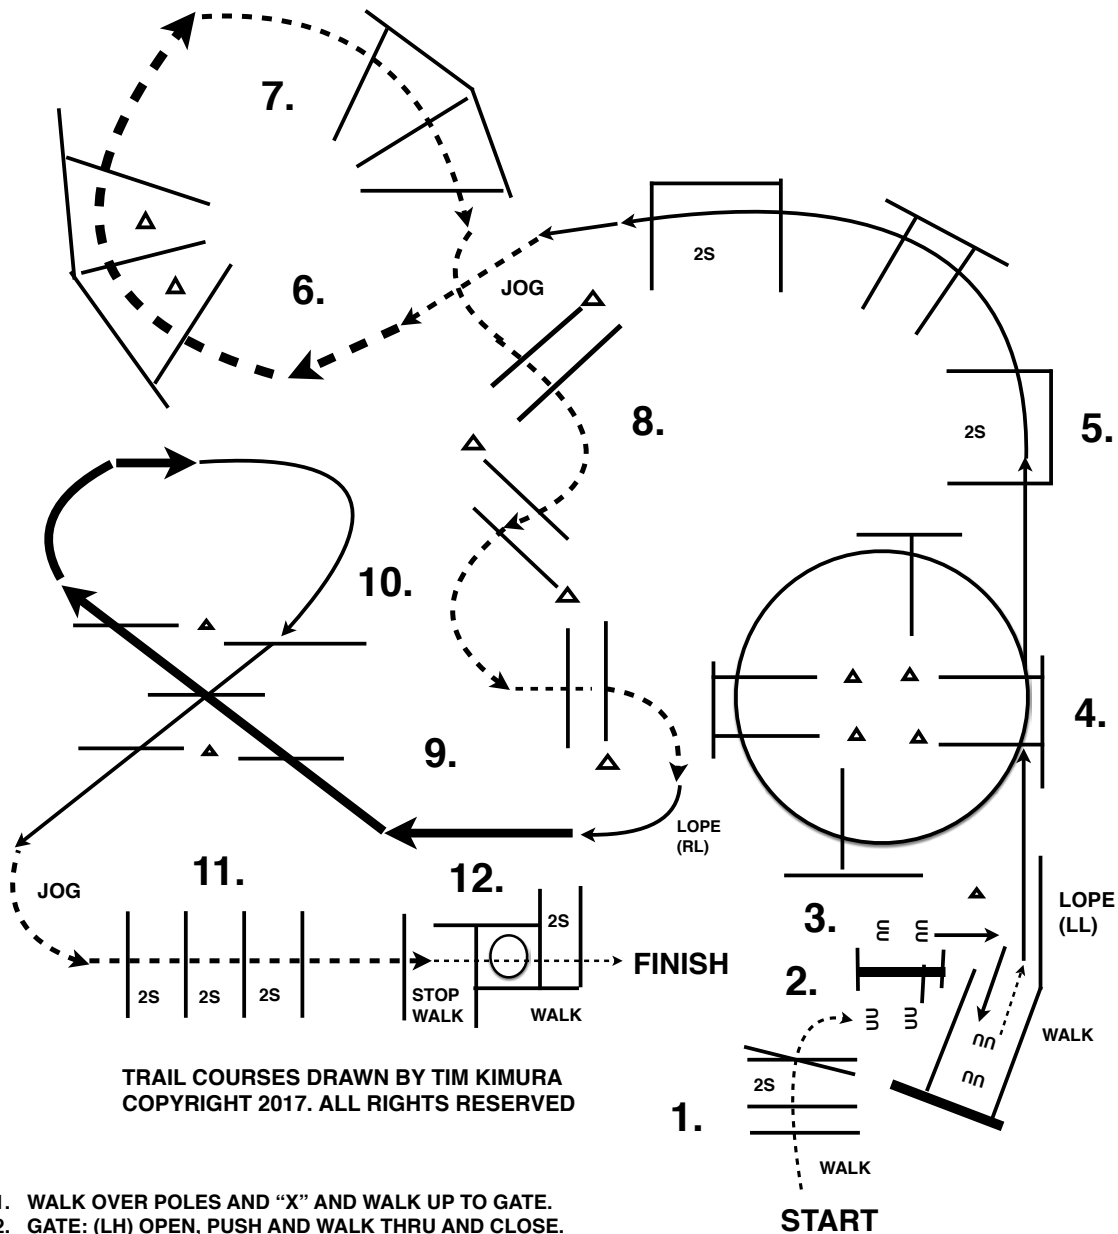 7.
6.
JOG
2S
8.
5.
2S
10.
4.
9.
LOPE
(RL)
11.
12.
JOG
3.
LOPE
(LL)
2S
2.
FINISH
2S
2S
2S
STOP
WALK
WALK
WALK
TRAIL COURSES DRAWN BY TIM KIMURA
COPYRIGHT 2017. ALL RIGHTS RESERVED
2S
1.
WALK
START
1. WALK OVER POLES AND “X” AND WALK UP TO GATE.
2. GATE: (LH) OPEN, PUSH AND WALK THRU AND CLOSE.